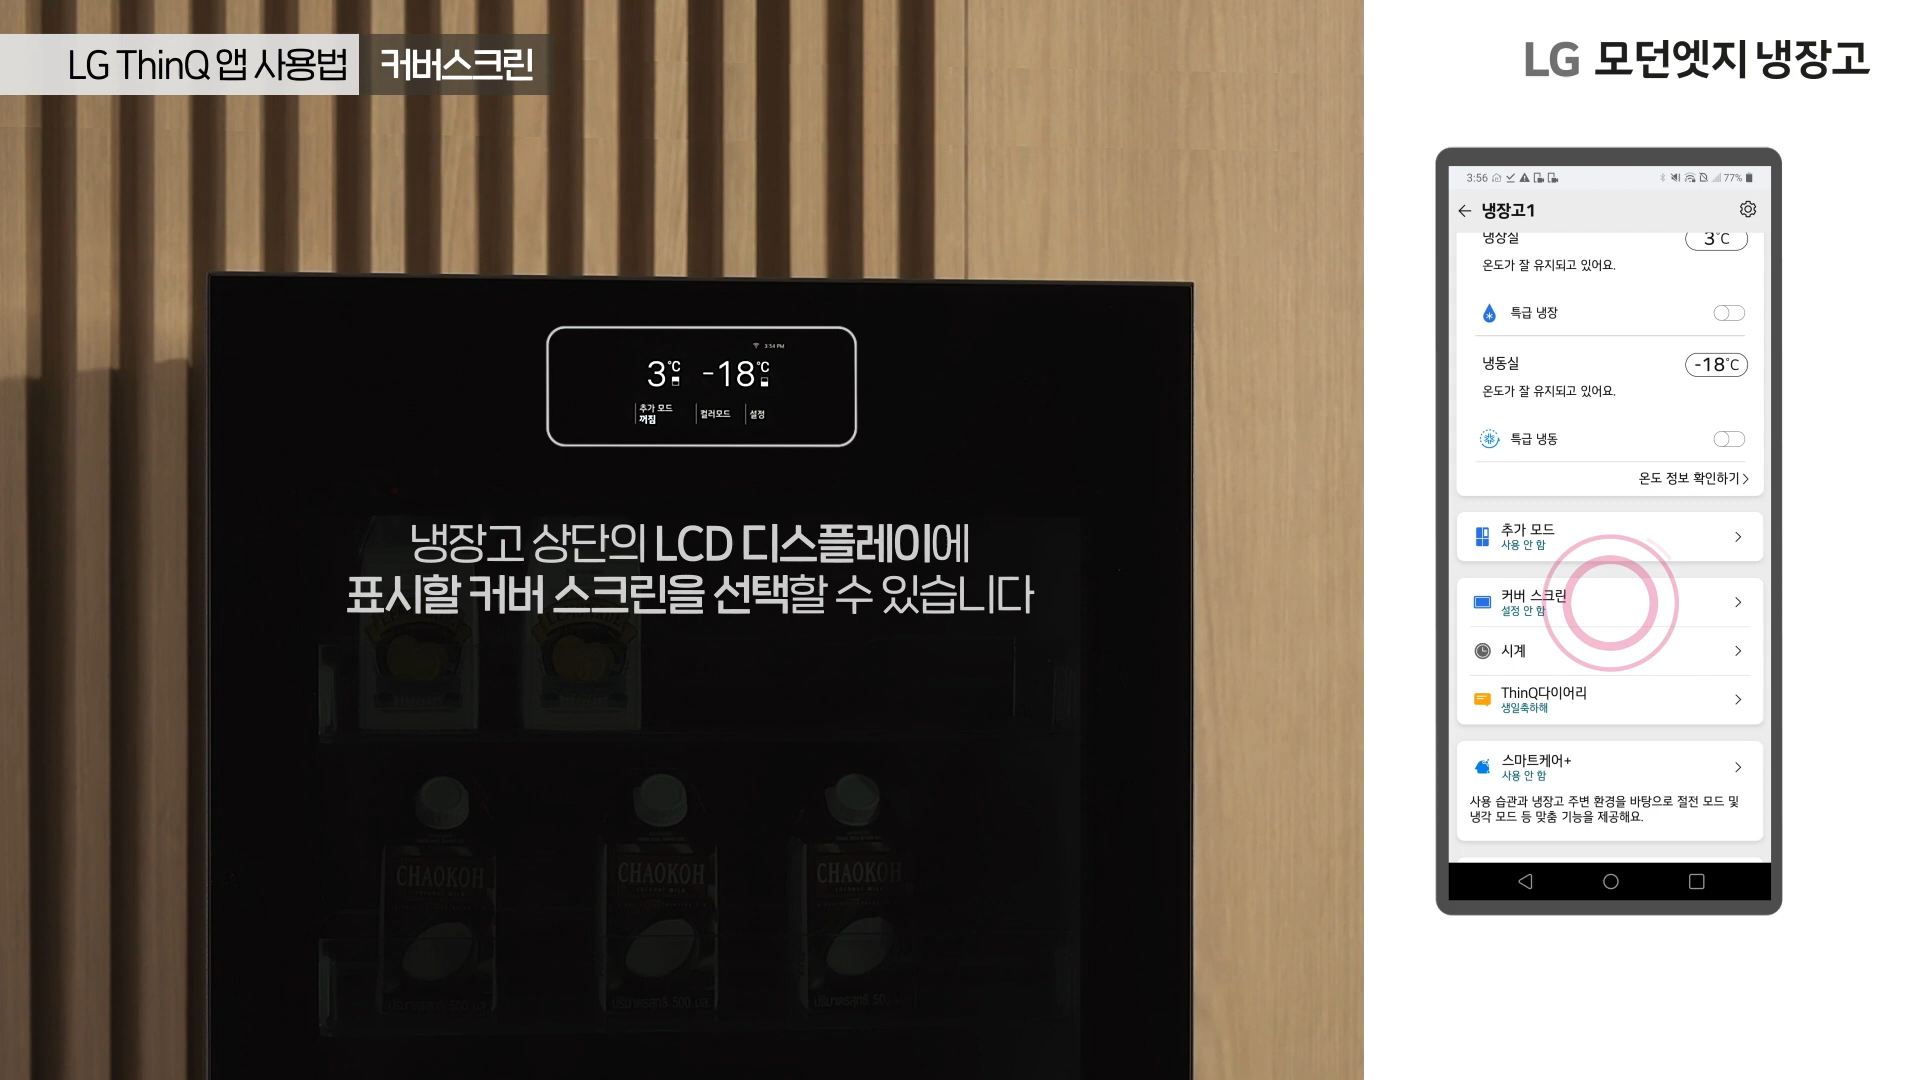 LG ThinQ 앱 사용법 커버스크린
LG 모던엣지 냉장고
3:54 PM
3°C -18°C
추가 모드
꺼짐
컬러모드
설정
냉장고 상단의 LCD 디스플레이에
표시할 커버 스크린을 선택할 수 있습니다
CHAOKOH
CHAOKOH
CHAOKOH
3:56
77%
냉장고1
냉장실
3°C
온도가 잘 유지되고 있어요.
특급 냉장
냉동실
-18°C
온도가 잘 유지되고 있어요.
특급 냉동
온도 정보 확인하기
추가 모드
사용 안 함
커버 스크린
설정 안 함
시계
ThinQ다이어리
생일축하해
스마트케어+
사용 안 함
사용 습관과 냉장고 주변 환경을 바탕으로 절전 모드 및
냉각 모드 등 맞춤 기능을 제공해요.